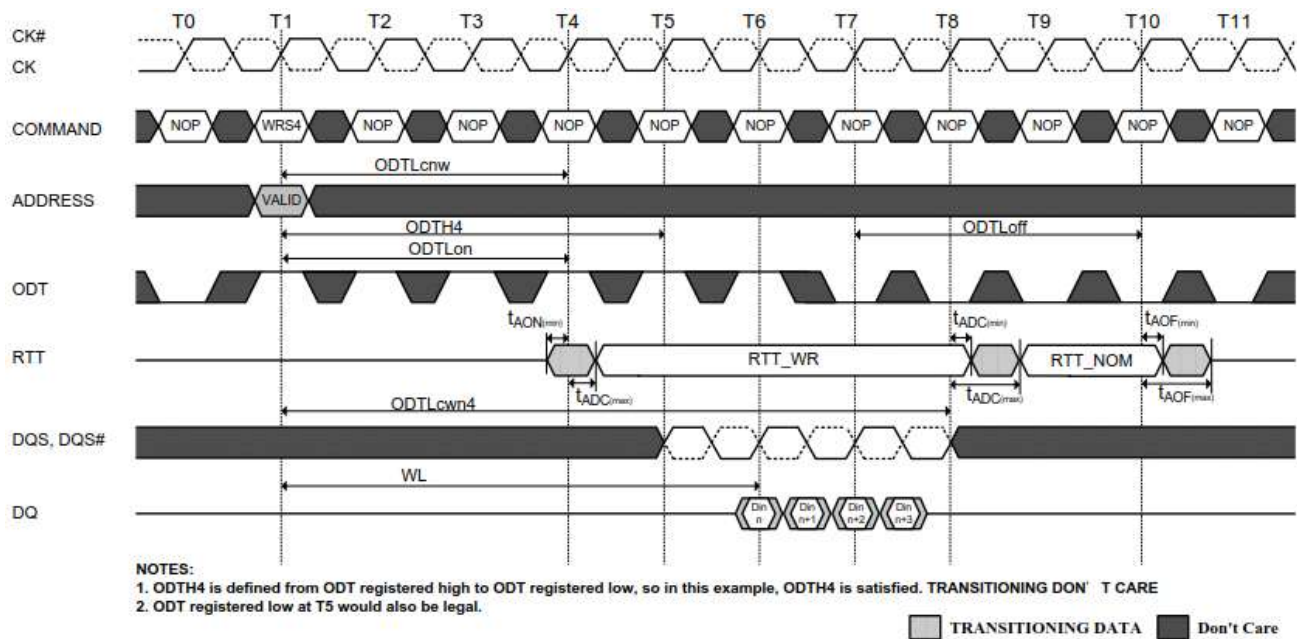 T0 T1 T2 T3 T4 T5 T6 T7 T8 T9 T10 T11
CK#
CK
COMMAND NOP WRS4 NOP NOP NOP NOP NOP NOP NOP NOP NOP NOP
ODTLcnw
ADDRESS VALID
ODTH4 ODTLoff
ODTLon
ODT
tAON(min) tADC(min) tAOF(min)
RTT RTT_WR RTT_NOM
tADC(max) tADC(max) tAOF(max)
ODTLcwn4
DQS, DQS#
WL
DQ Din n Din n+1 Din n+2 Din n+3
NOTES:
1. ODTH4 is defined from ODT registered high to ODT registered low, so in this example, ODTH4 is satisfied. TRANSITIONING DON' T CARE
2. ODT registered low at T5 would also be legal.
TRANSITIONING DATA Don't Care